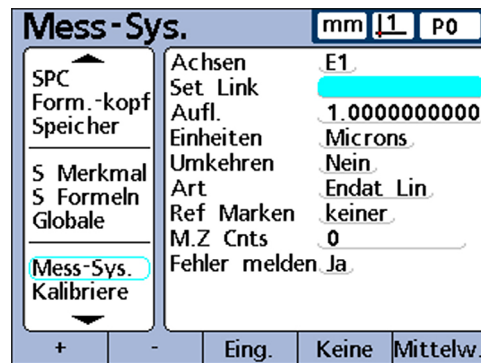 Mess-Sys.
mm 1 P0
SPC
Form.-kopf
Speicher
S Merkmal
S Formeln
Globale
Mess-Sys.
Kalibriere
Achsen E1
Set Link
Aufl. 1.0000000000
Einheiten Microns
Umkehren Nein
Art Endat Lin
Ref Marken keiner
M.Z Cnts 0
Fehler melden Ja
+ - Eing. Keine Mittelw.